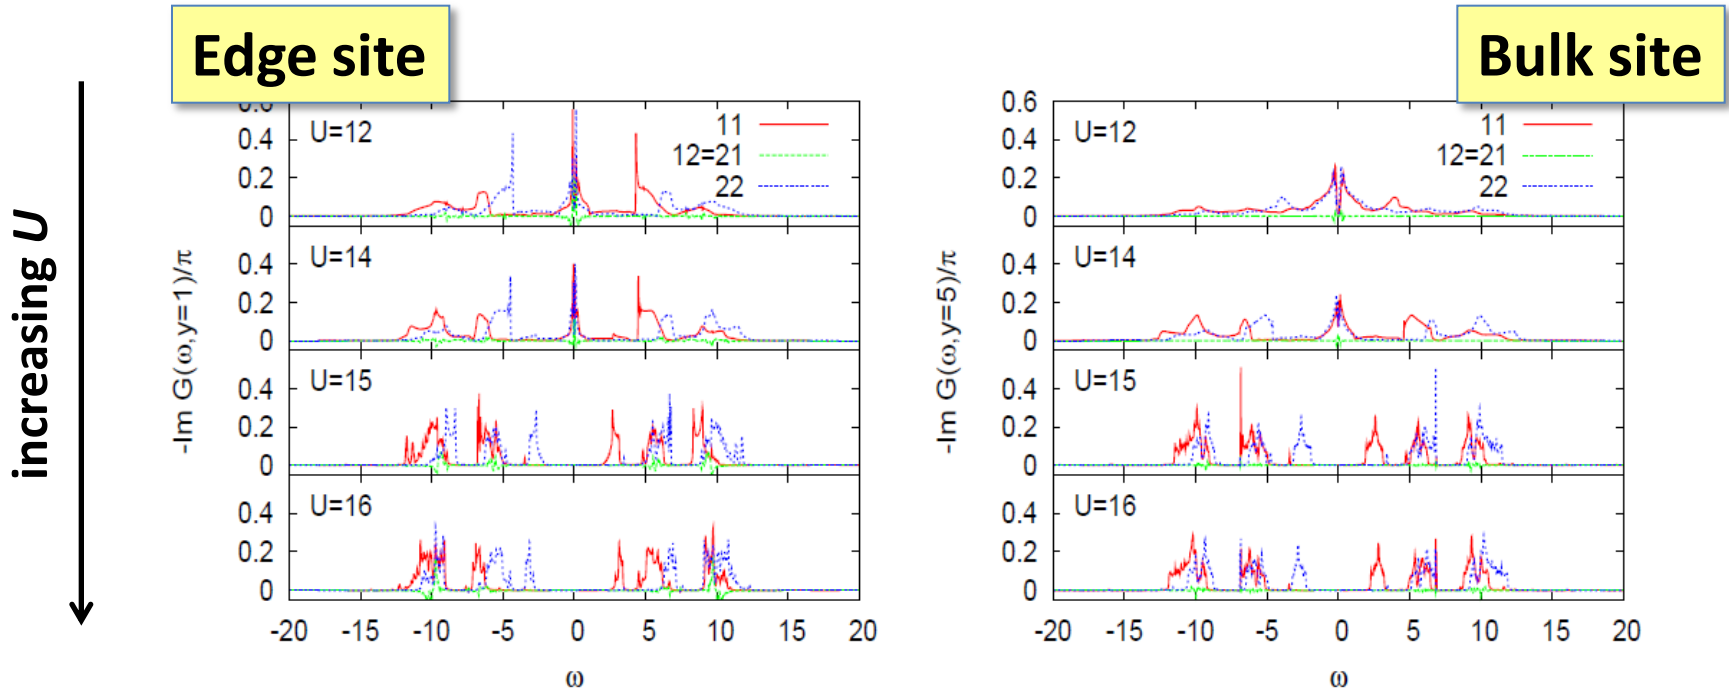 Edge site
Bulk site
increasing U
0.6
0.4
0.2
0
0.4
0.2
0
0.4
0.2
0
0.4
0.2
0
U=12
11
12=21
22
U=14
U=15
U=16
-Im G(ω,y=1)/π
-20 -15 -10 -5 0 5 10 15 20
ω
0.6
0.4
0.2
0
0.4
0.2
0
0.4
0.2
0
0.4
0.2
0
U=12
11
12=21
22
U=14
U=15
U=16
-Im G(ω,y=5)/π
-20 -15 -10 -5 0 5 10 15 20
ω